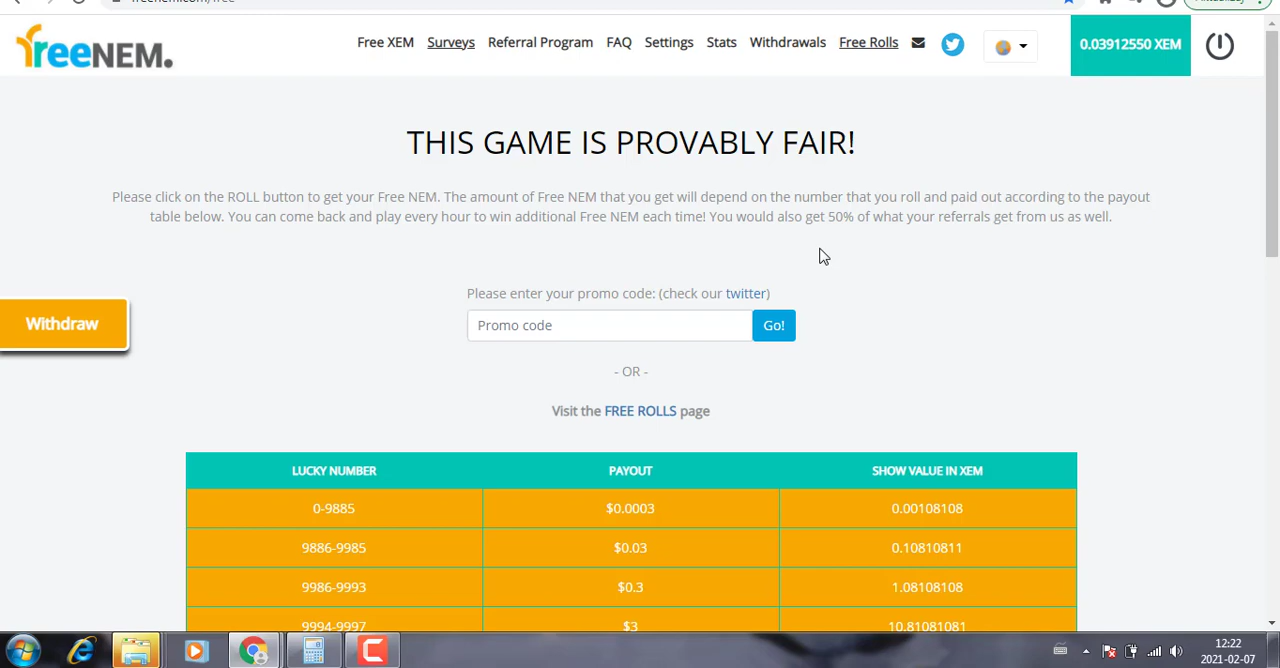 freeNEM.
Free XEM Surveys Referral Program FAQ Settings Stats Withdrawals Free Rolls
0.03912550 XEM
THIS GAME IS PROVABLY FAIR!
Please click on the ROLL button to get your Free NEM. The amount of Free NEM that you get will depend on the number that you roll and paid out according to the payout
table below. You can come back and play every hour to win additional Free NEM each time! You would also get 50% of what your referrals get from us as well.
Withdraw
Please enter your promo code: (check our twitter)
Promo code Go!
- OR -
Visit the FREE ROLLS page
LUCKY NUMBER PAYOUT SHOW VALUE IN XEM
0-9885 $0.0003 0.00108108
9886-9985 $0.03 0.10810811
9986-9993 $0.3 1.08108108
9994-9997 $3 10.81081081
12:22
2021-02-07